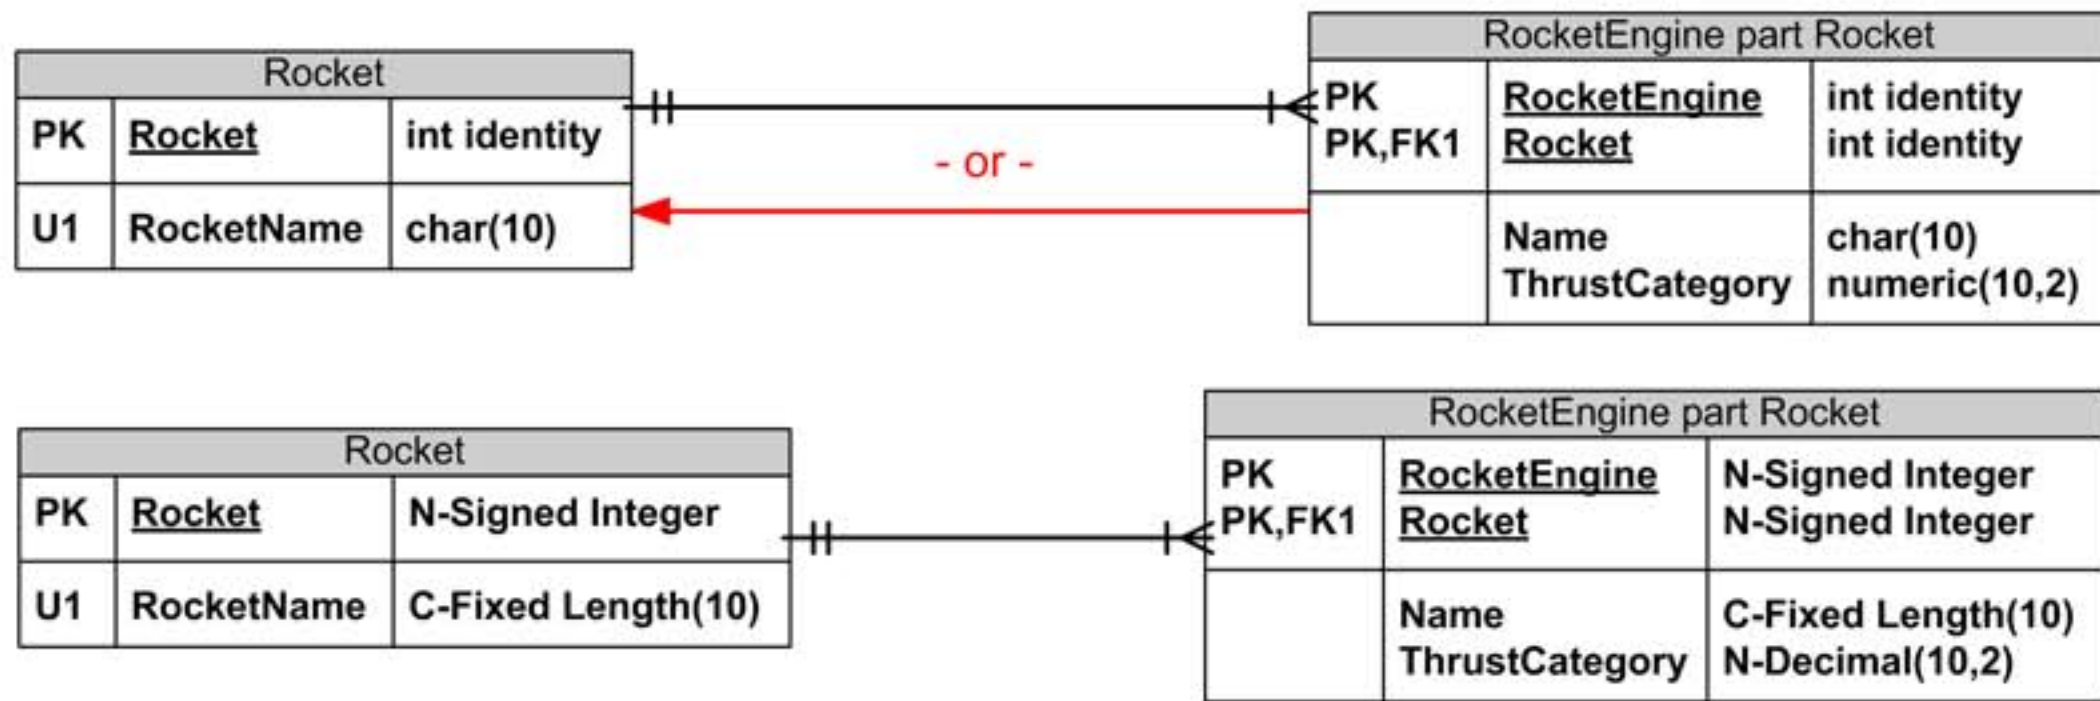 Rocket
PK Rocket int identity
U1 RocketName char(10)
- or -
RocketEngine part Rocket
PK RocketEngine int identity
PK,FK1 Rocket int identity
Name char(10)
ThrustCategory numeric(10,2)
Rocket
PK Rocket N-Signed Integer
U1 RocketName C-Fixed Length(10)
RocketEngine part Rocket
PK RocketEngine N-Signed Integer
PK,FK1 Rocket N-Signed Integer
Name C-Fixed Length(10)
ThrustCategory N-Decimal(10,2)